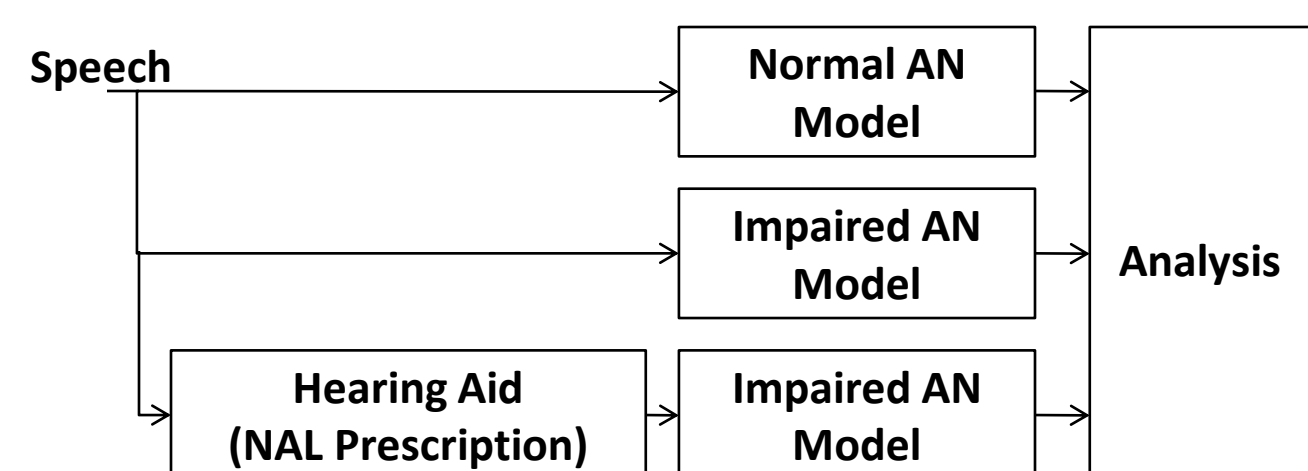 Speech
Normal AN
Model
Impaired AN
Model
Analysis
Hearing Aid
(NAL Prescription)
Impaired AN
Model